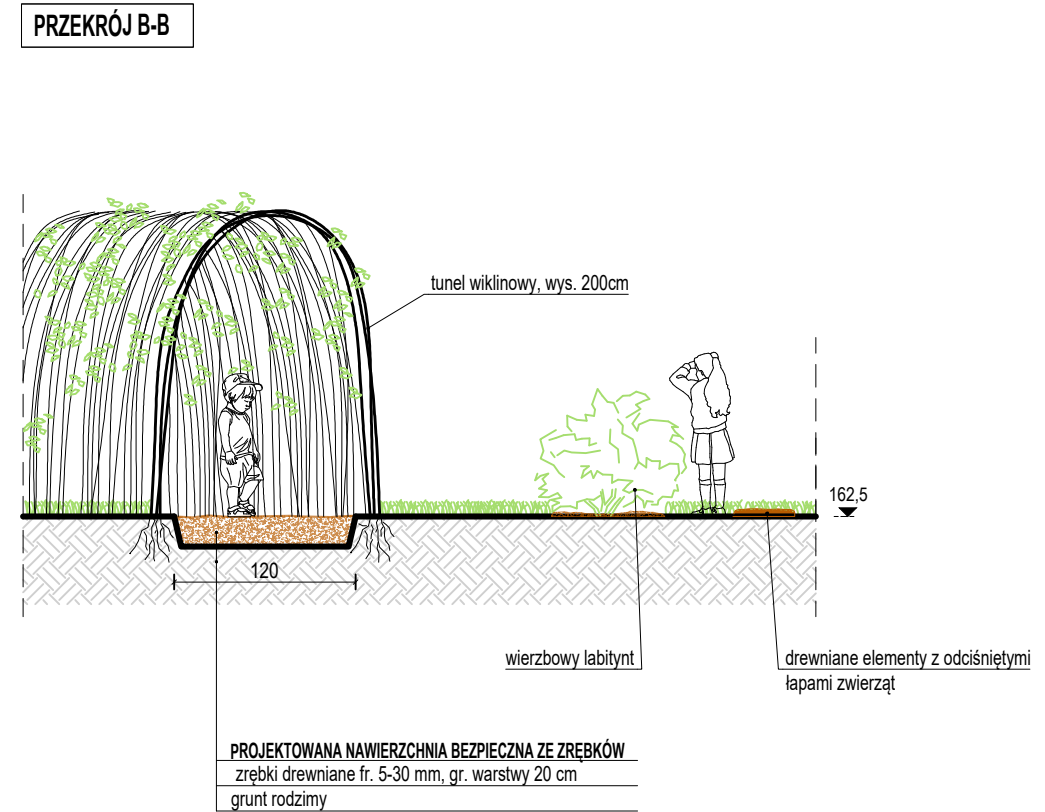 PRZEKRÓJ B-B
tunel wiklinowy, wys. 200cm
162,5
120
wierzbowy labitynt
drewniane elementy z odciśniętymi
łapami zwierząt
PROJEKTOWANA NAWIERZCHNIA BEZPIECZNA ZE ZRĘBKÓW
zrębki drewniane fr. 5-30 mm, gr. warstwy 20 cm
grunt rodzimy